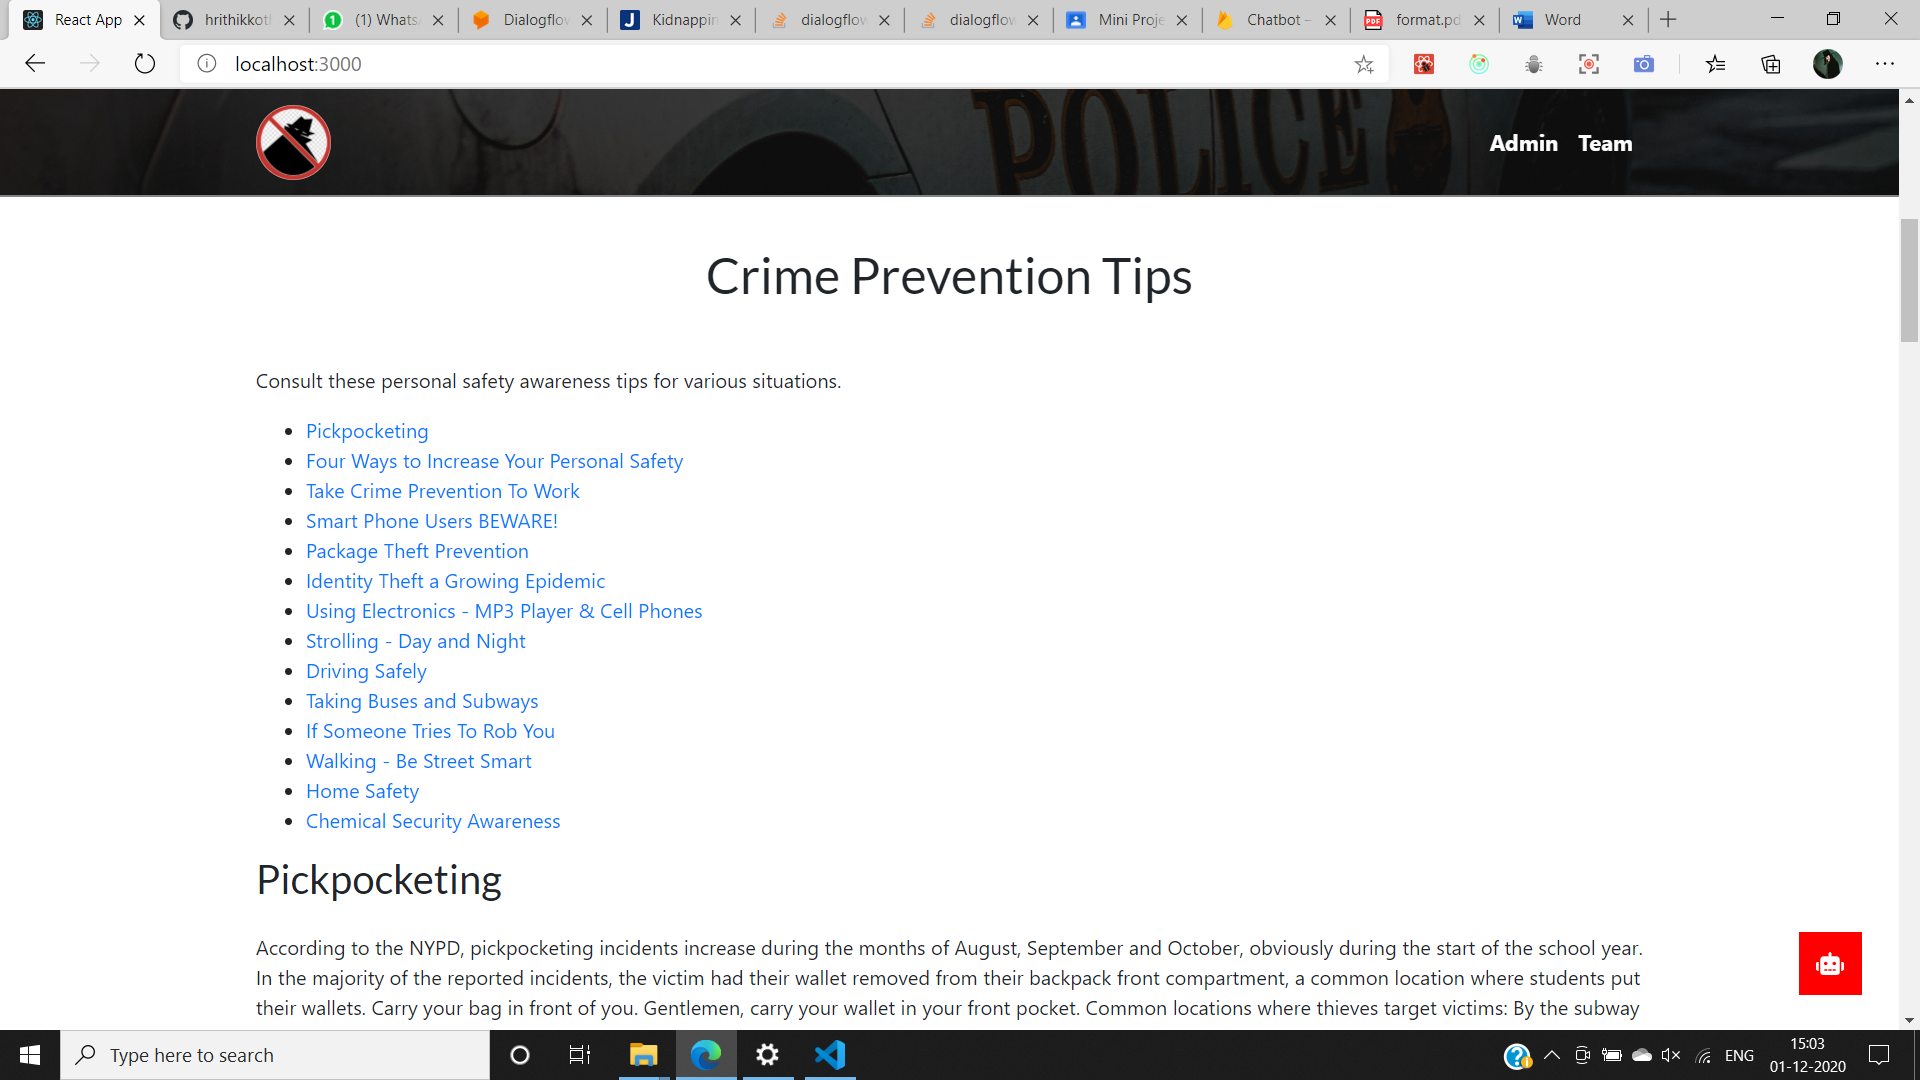 React App
hrithikkoth
(1) Whats
Dialogflow
Kidnappin
dialogflow
dialogflow
Mini Proje
Chatbot –
format.pd
Word
localhost:3000
POLICE
Admin Team
Crime Prevention Tips
Consult these personal safety awareness tips for various situations.
Pickpocketing
Four Ways to Increase Your Personal Safety
Take Crime Prevention To Work
Smart Phone Users BEWARE!
Package Theft Prevention
Identity Theft a Growing Epidemic
Using Electronics - MP3 Player & Cell Phones
Strolling - Day and Night
Driving Safely
Taking Buses and Subways
If Someone Tries To Rob You
Walking - Be Street Smart
Home Safety
Chemical Security Awareness
Pickpocketing
According to the NYPD, pickpocketing incidents increase during the months of August, September and October, obviously during the start of the school year.
In the majority of the reported incidents, the victim had their wallet removed from their backpack front compartment, a common location where students put
their wallets. Carry your bag in front of you. Gentlemen, carry your wallet in your front pocket. Common locations where thieves target victims: By the subway
Type here to search
ENG
15:03
01-12-2020